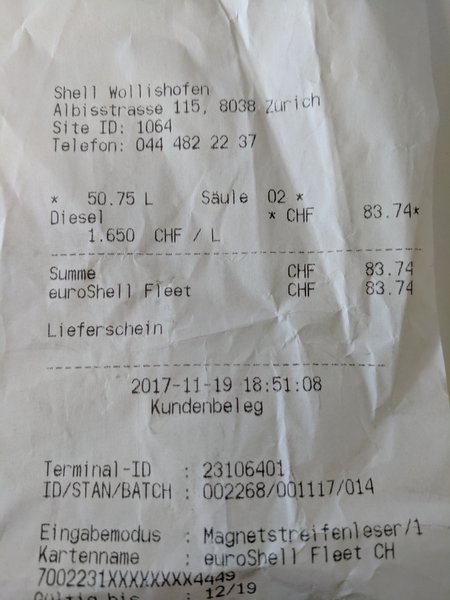 Shell Wollishofen
Albisstrasse 115, 8038 Zürich
Site ID: 1064
Telefon: 044 482 22 37
* 50.75 L Säule 02 *
Diesel * CHF 83.74*
1.650 CHF / L
Summe CHF 83.74
euroShell Fleet CHF 83.74
Lieferschein
2017-11-19 18:51:08
Kundenbeleg
Terminal-ID : 23106401
ID/STAN/BATCH : 002268/001117/014
Eingabemodus : Magnetstreifenleser/1
Kartenname : euroShell Fleet CH
7002231XXXXXXXX4449
Gültig bis : 12/19